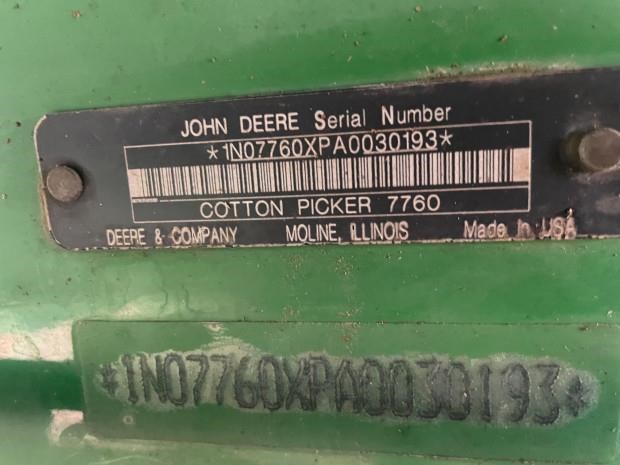 JOHN DEERE Serial Number
*1N07760XPA0030193*
COTTON PICKER 7760
DEERE & COMPANY MOLINE, ILLINOIS Made In USA
*1N07760XPA0030193*